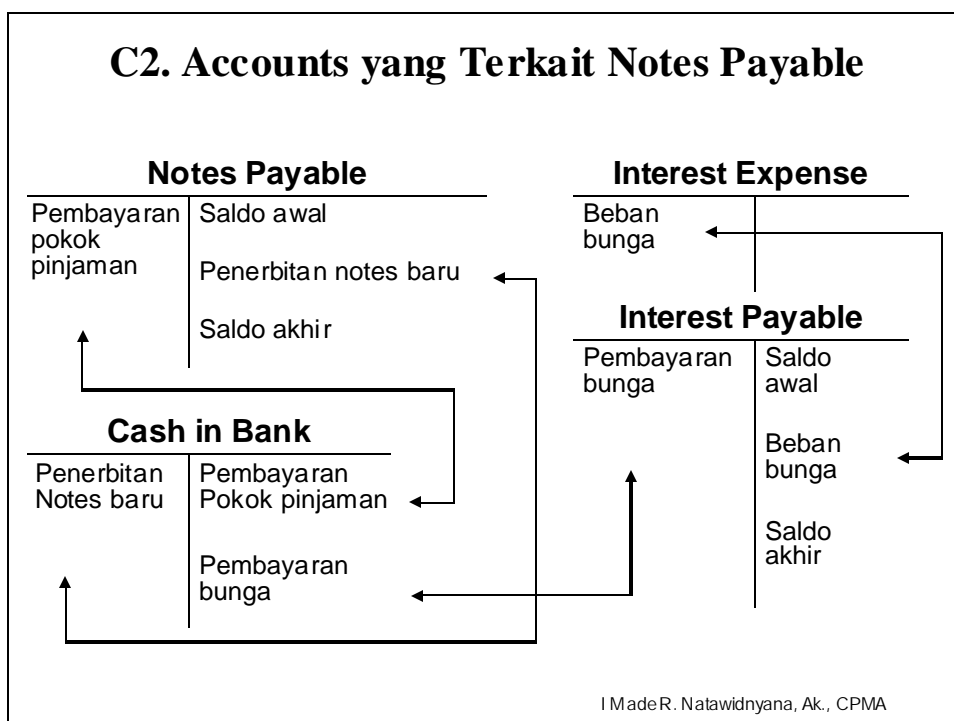 C2. Accounts yang Terkait Notes Payable
Notes Payable
Pembayaran
pokok
pinjaman
Saldo awal
Penerbitan notes baru
Saldo akhir
Interest Expense
Beban
bunga
Interest Payable
Pembayaran
bunga
Saldo
awal
Beban
bunga
Saldo
akhir
Cash in Bank
Penerbitan
Notes baru
Pembayaran
Pokok pinjaman
Pembayaran
bunga
I Made R. Natawidnyana, Ak., CPMA